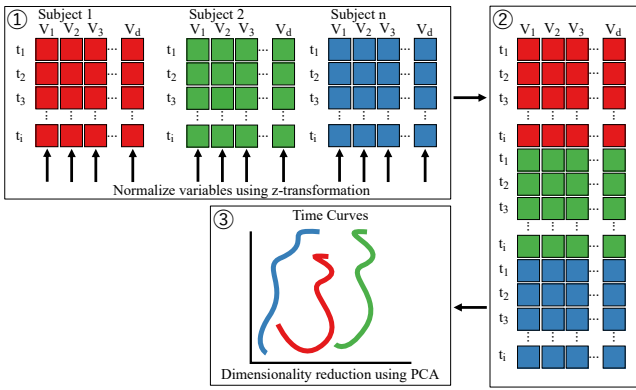 ①
Subject 1
Subject 2
Subject n
V1 V2 V3 Vd
V1 V2 V3 Vd
V1 V2 V3 Vd
t1
t1
t1
t2
t2
t2
t3 ...
t3 ...
t3 ...
ti ...
ti ...
ti ...
Normalize variables using z-transformation
②
V1 V2 V3 Vd
t1
t2
t3
ti
t1
t2
t3
ti
t1
t2
t3
ti
③
Time Curves
Dimensionality reduction using PCA